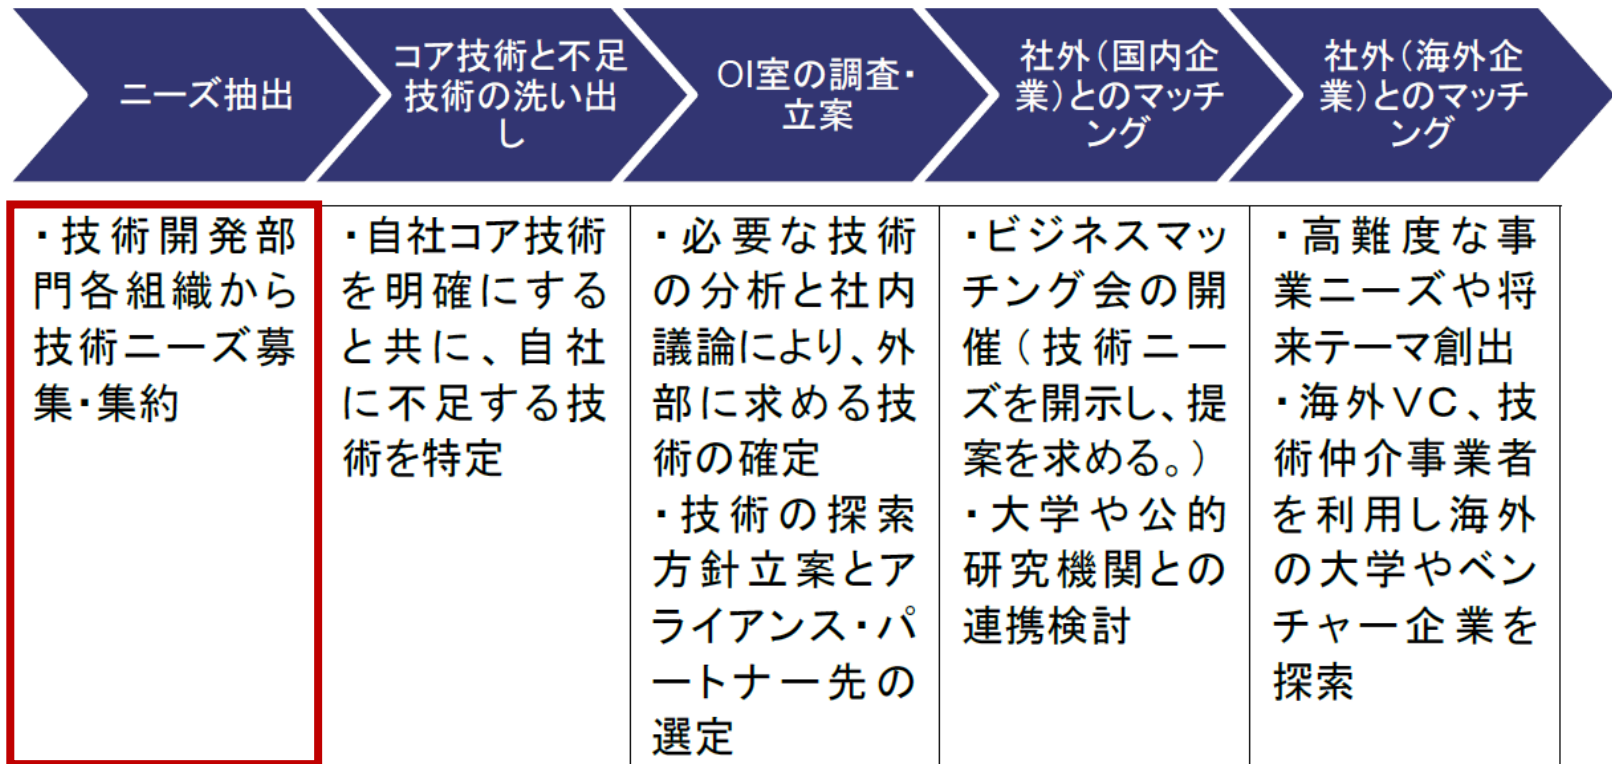 ニーズ抽出
コア技術と不足
技術の洗い出
し
OI室の調査・
立案
社外（国内企
業）とのマッチ
ング
社外（海外企
業）とのマッチ
ング
・技術開発部
門各組織から
技術ニーズ募
集・集約
・自社コア技術
を明確にする
と共に、自社
に不足する技
術を特定
・必要な技術
の分析と社内
議論により、外
部に求める技
術の確定
・技術の探索
方針立案とア
ライアンス・パ
ートナー先の
選定
・ビジネスマッ
チング会の開
催（技術ニー
ズを開示し、提
案を求める。）
・大学や公的
研究機関との
連携検討
・高難度な事
業ニーズや将
来テーマ創出
・海外VC、技
術仲介事業者
を利用し海外
の大学やベン
チャー企業を
探索